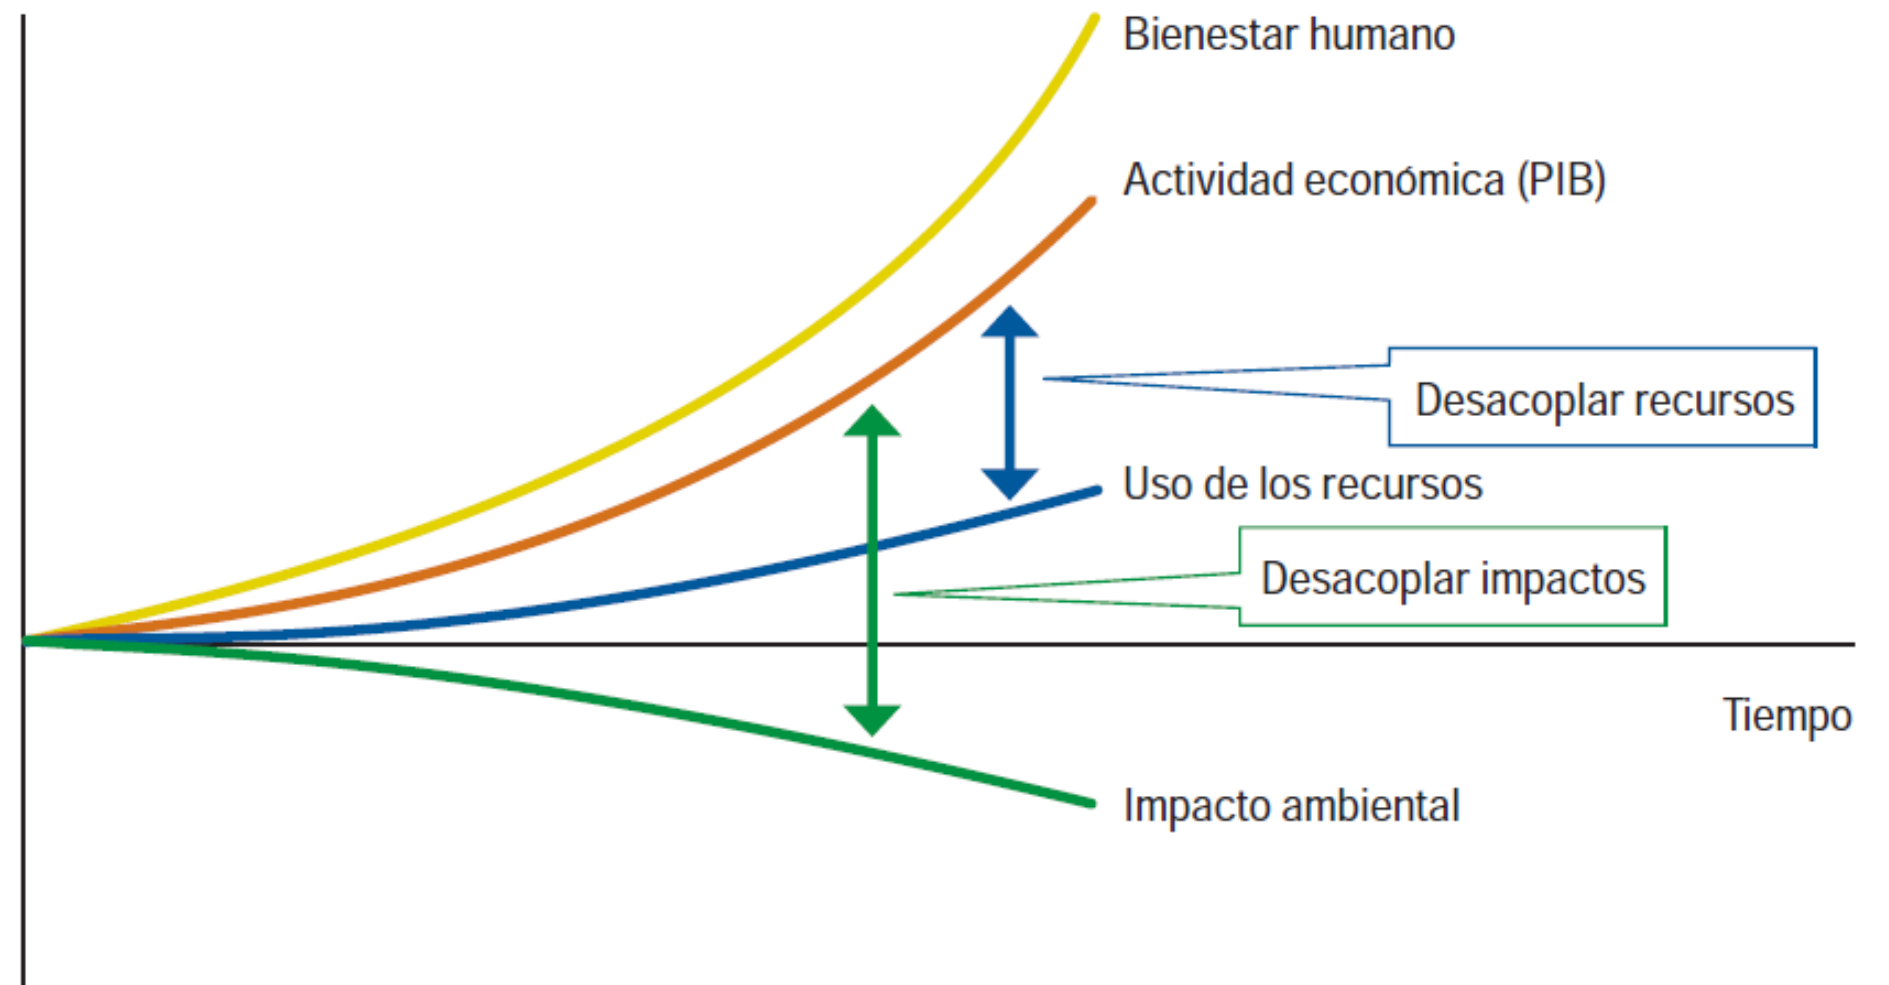 Bienestar humano
Actividad económica (PIB)
Desacoplar recursos
Uso de los recursos
Desacoplar impactos
Tiempo
Impacto ambiental